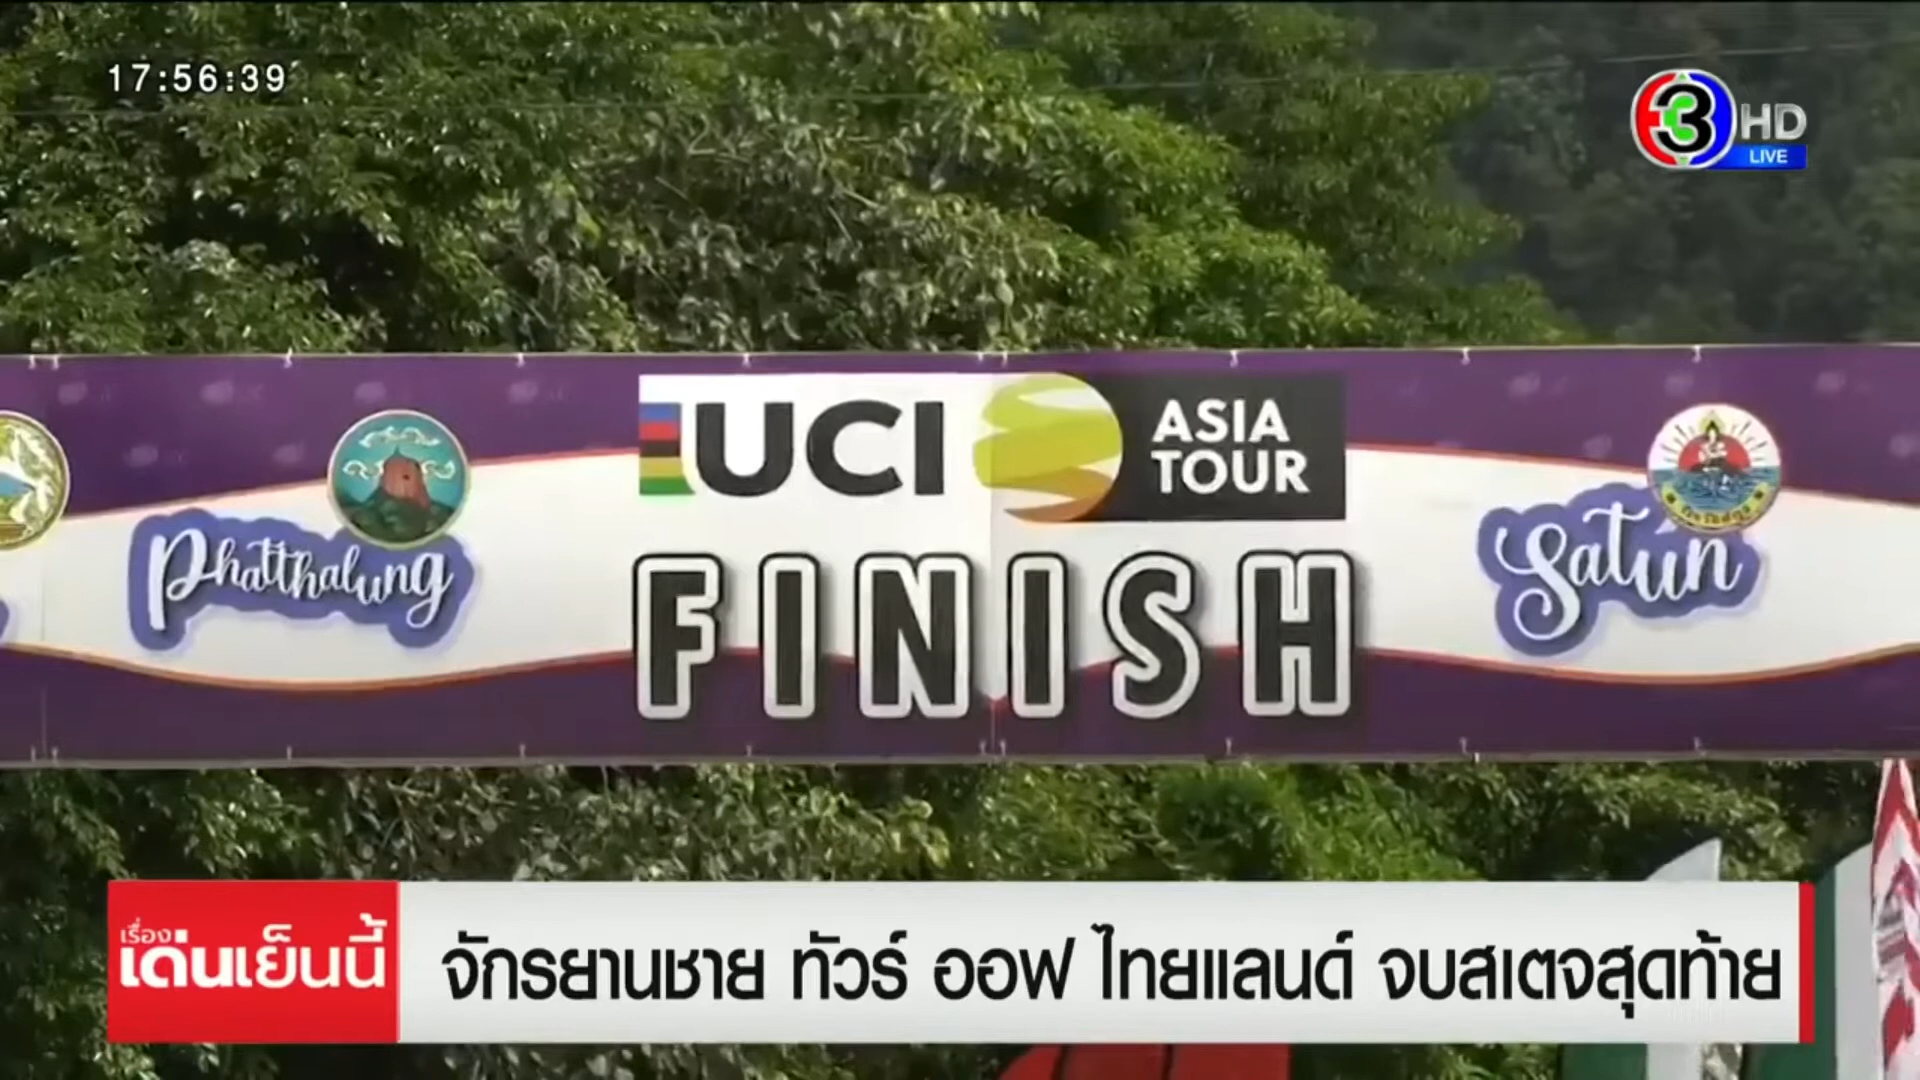 17:56:39
3 HD
LIVE
UCI ASIA TOUR
Phatthalung
Satun
FINISH
เรื่องเด่นเย็นนี้
จักรยานชาย ทัวร์ ออฟ ไทยแลนด์ จบสเตจสุดท้าย